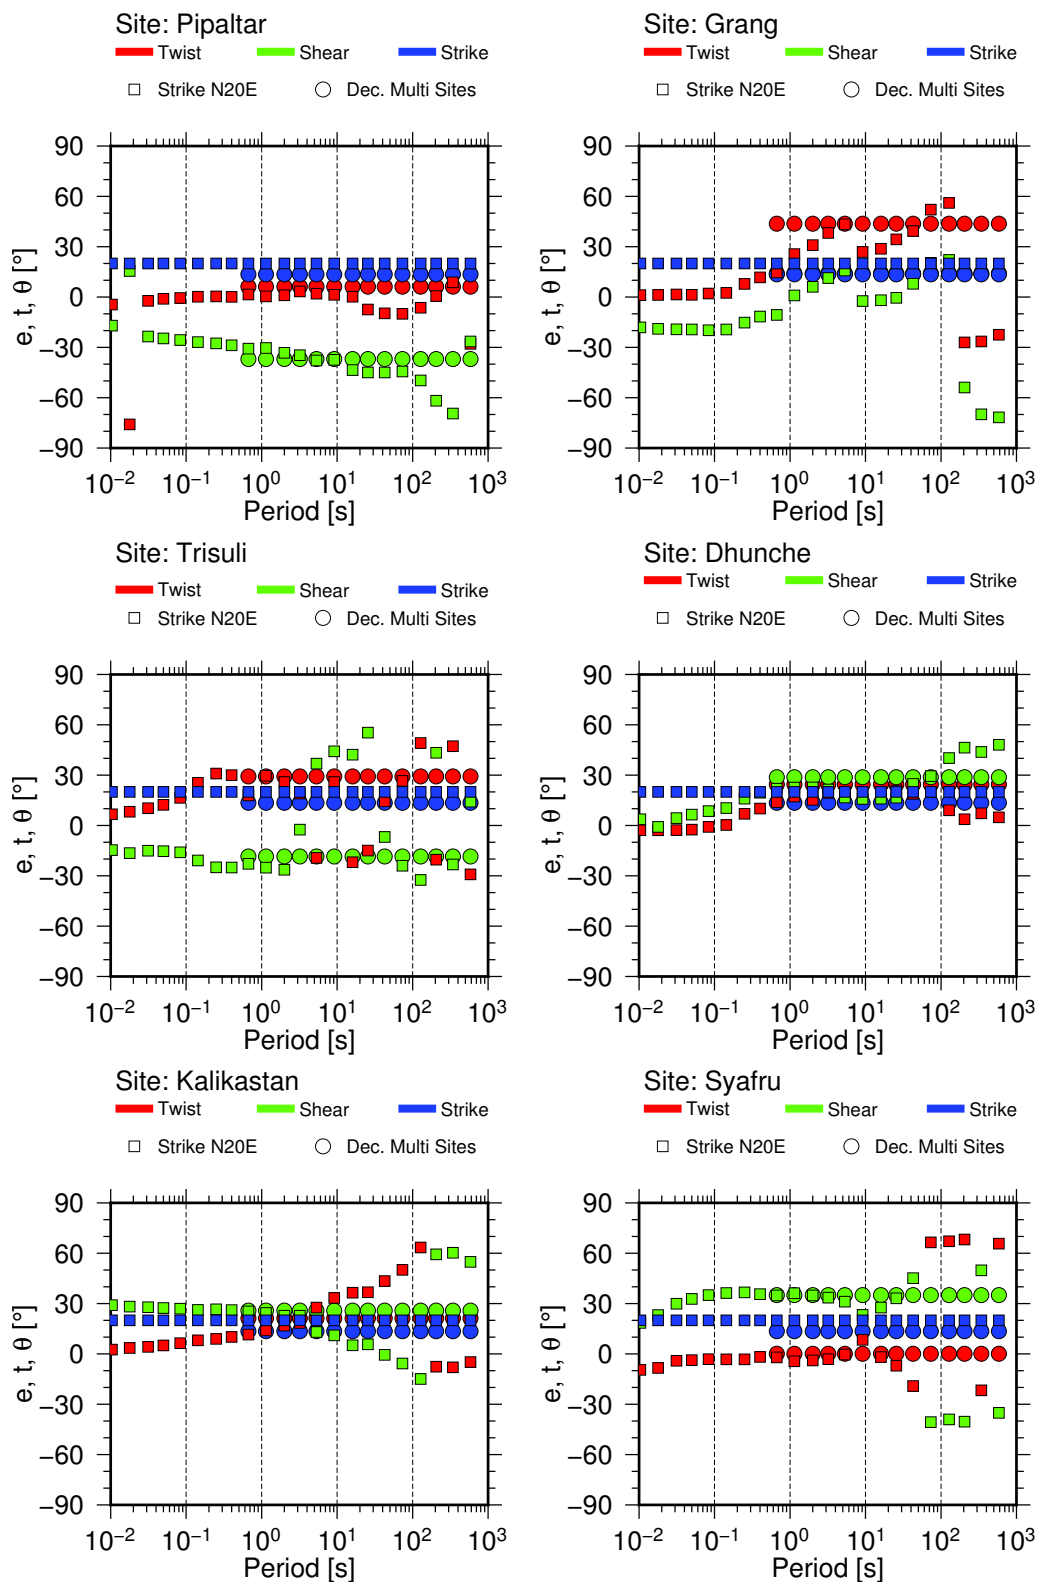 Site: Pipaltar
Twist Shear Strike
Strike N20E Dec. Multi Sites
90
60
30
0
−30
−60
−90
e, t, θ [°]
10−2 10−1 100 101 102 103
Period [s]
Site: Grang
Twist Shear Strike
Strike N20E Dec. Multi Sites
90
60
30
0
−30
−60
−90
e, t, θ [°]
10−2 10−1 100 101 102 103
Period [s]
Site: Trisuli
Twist Shear Strike
Strike N20E Dec. Multi Sites
90
60
30
0
−30
−60
−90
e, t, θ [°]
10−2 10−1 100 101 102 103
Period [s]
Site: Dhunche
Twist Shear Strike
Strike N20E Dec. Multi Sites
90
60
30
0
−30
−60
−90
e, t, θ [°]
10−2 10−1 100 101 102 103
Period [s]
Site: Kalikastan
Twist Shear Strike
Strike N20E Dec. Multi Sites
90
60
30
0
−30
−60
−90
e, t, θ [°]
10−2 10−1 100 101 102 103
Period [s]
Site: Syafru
Twist Shear Strike
Strike N20E Dec. Multi Sites
90
60
30
0
−30
−60
−90
e, t, θ [°]
10−2 10−1 100 101 102 103
Period [s]